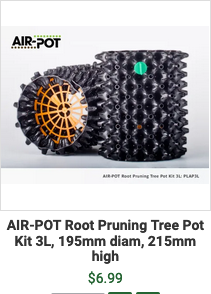 AIR-POT
AIR-POT Root Pruning Tree Pot Kit 3L: PLAP3L
AIR-POT Root Pruning Tree Pot
Kit 3L, 195mm diam, 215mm
high
$6.99